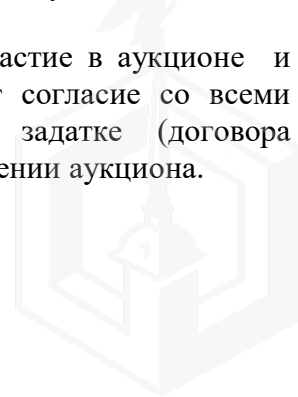 астие в аукционе и
согласие со всеми
задатке (договора
ении аукциона.